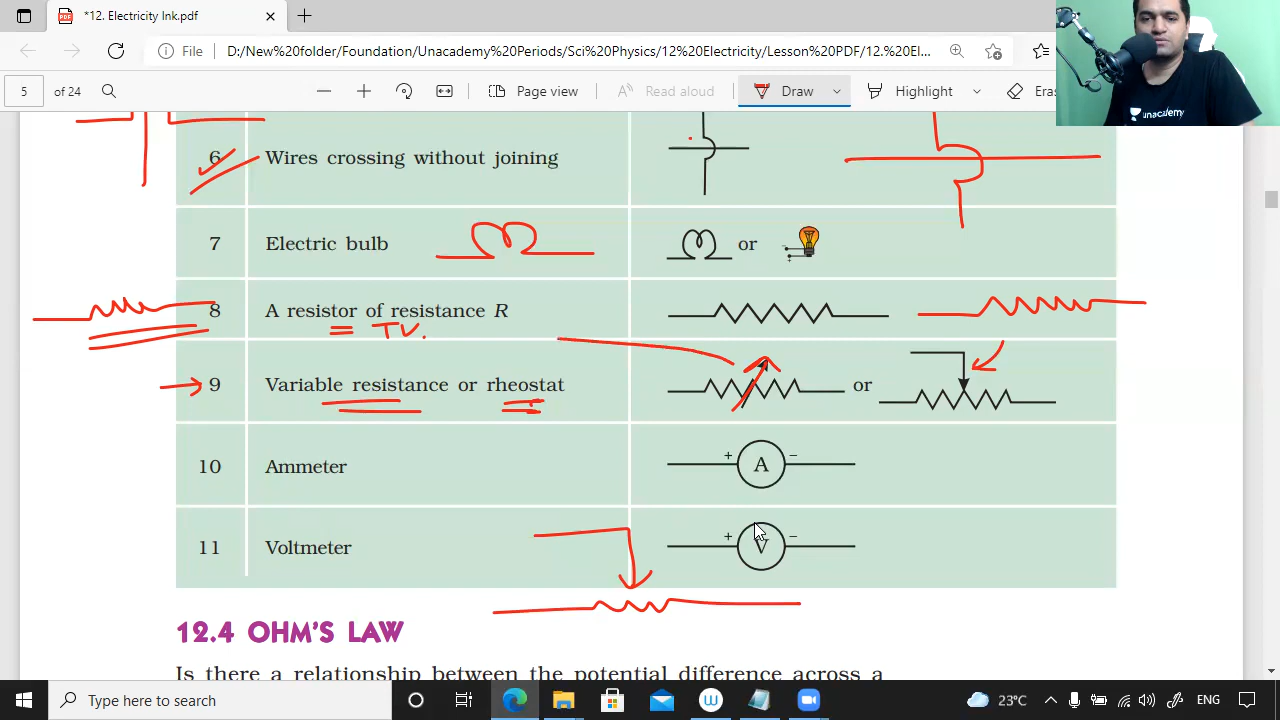 *12. Electricity Ink.pdf
File
D:/New%20folder/Foundation/Unacademy%20Periods/Sci%20Physics/12%20Electricity/Lesson%20PDF/12.%20El...
5 of 24
Page view
Read aloud
Draw
Highlight
Eras
unacademy
6 Wires crossing without joining
7 Electric bulb or
8 A resistor of resistance R
TV.
9 Variable resistance or rheostat or
10 Ammeter + A −
11 Voltmeter + V −
12.4 OHM'S LAW
Is there a relationship between the potential difference across a
Type here to search
23°C
ENG